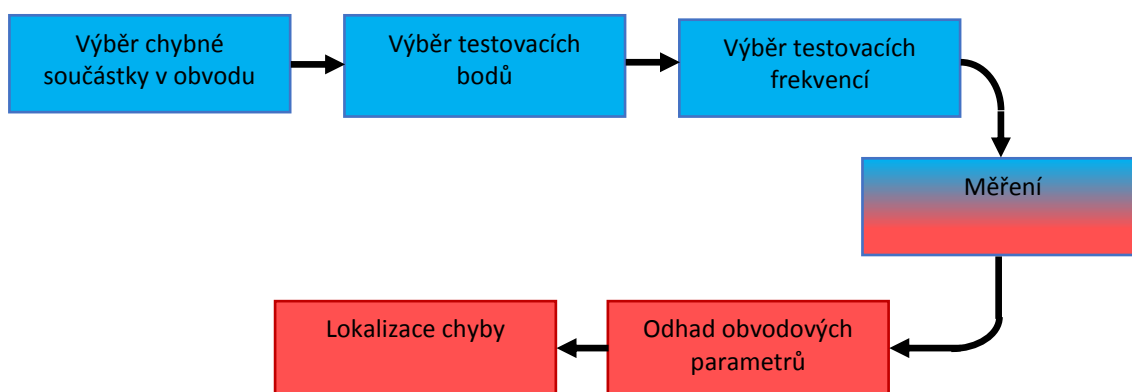 Výběr chybné
součástky v obvodu
Výběr testovacích
bodů
Výběr testovacích
frekvencí
Měření
Odhad obvodových
parametrů
Lokalizace chyby